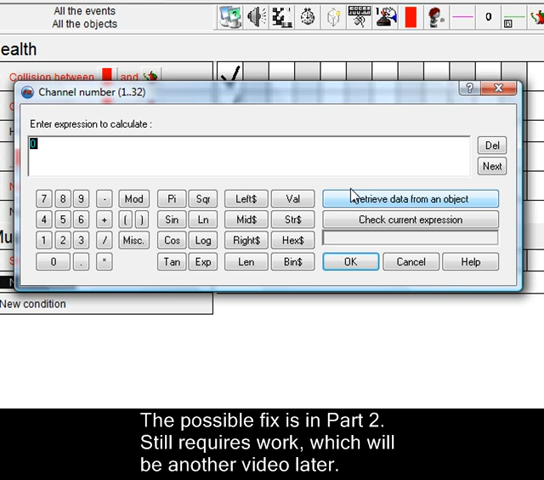 All the events
All the objects
0
ealth
Collision between and
Channel number (1..32)
Enter expression to calculate :
0
Del
Next
7 8 9 - Mod Pi Sqr Left$ Val Retrieve data from an object
4 5 6 + ( ) Sin Ln Mid$ Str$ Check current expression
1 2 3 / Misc. Cos Log Right$ Hex$
0 . * Tan Exp Len Bin$ OK Cancel Help
New condition
The possible fix is in Part 2.
Still requires work, which will
be another video later.